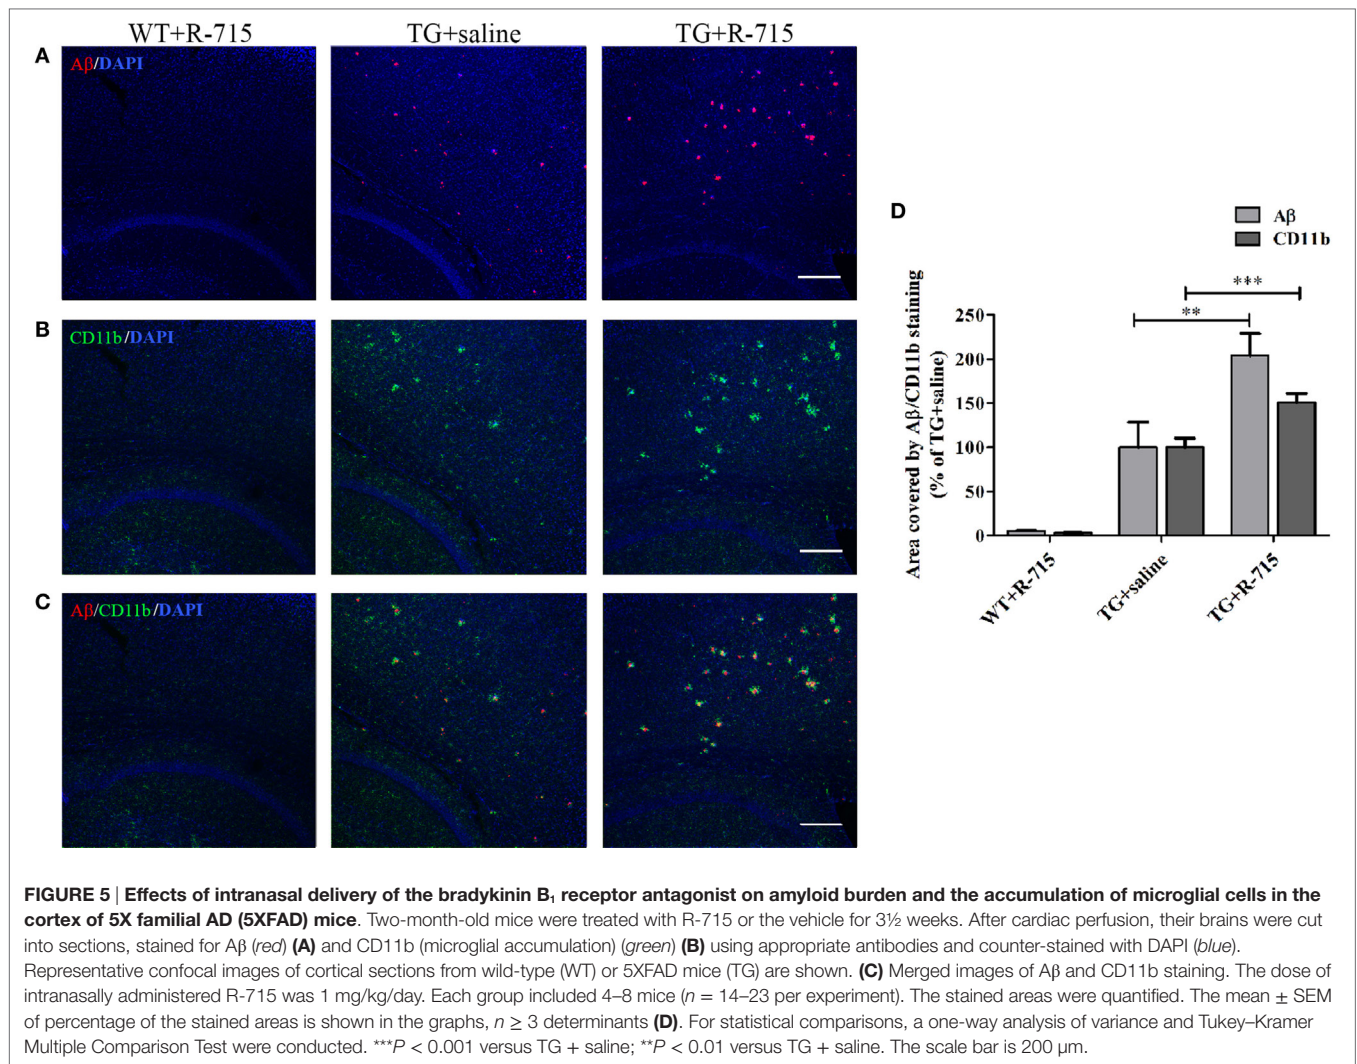 WT+R-715 TG+saline TG+R-715
A
Aβ/DAPI
B
CD11b/DAPI
C
Aβ/CD11b/DAPI
D
Aβ
CD11b
Area covered by Aβ/CD11b staining
(% of TG+saline)
250
200
150
100
50
0
**
***
WT+R-715
TG+saline
TG+R-715
FIGURE 5 | Effects of intranasal delivery of the bradykinin B₁ receptor antagonist on amyloid burden and the accumulation of microglial cells in the
cortex of 5X familial AD (5XFAD) mice. Two-month-old mice were treated with R-715 or the vehicle for 3½ weeks. After cardiac perfusion, their brains were cut
into sections, stained for Aβ (red) (A) and CD11b (microglial accumulation) (green) (B) using appropriate antibodies and counter-stained with DAPI (blue).
Representative confocal images of cortical sections from wild-type (WT) or 5XFAD mice (TG) are shown. (C) Merged images of Aβ and CD11b staining. The dose of
intranasally administered R-715 was 1 mg/kg/day. Each group included 4–8 mice (n = 14–23 per experiment). The stained areas were quantified. The mean ± SEM
of percentage of the stained areas is shown in the graphs, n ≥ 3 determinants (D). For statistical comparisons, a one-way analysis of variance and Tukey–Kramer
Multiple Comparison Test were conducted. ***P < 0.001 versus TG + saline; **P < 0.01 versus TG + saline. The scale bar is 200 µm.